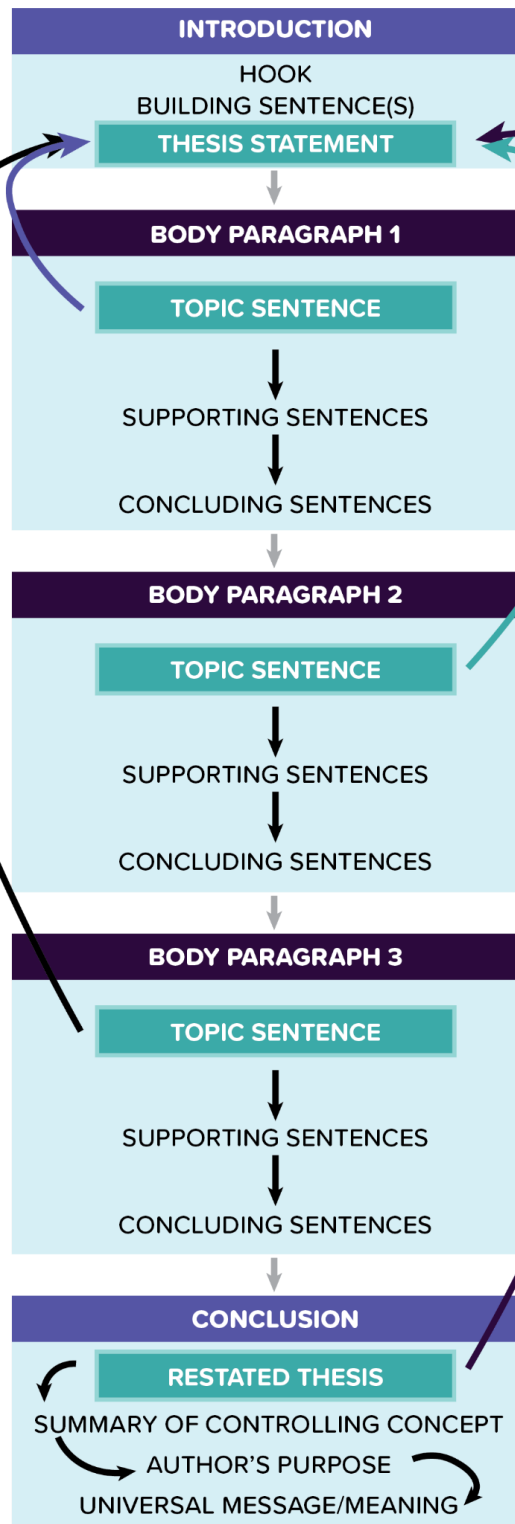 INTRODUCTION
HOOK
BUILDING SENTENCE(S)
THESIS STATEMENT
BODY PARAGRAPH 1
TOPIC SENTENCE
SUPPORTING SENTENCES
CONCLUDING SENTENCES
BODY PARAGRAPH 2
TOPIC SENTENCE
SUPPORTING SENTENCES
CONCLUDING SENTENCES
BODY PARAGRAPH 3
TOPIC SENTENCE
SUPPORTING SENTENCES
CONCLUDING SENTENCES
CONCLUSION
RESTATED THESIS
SUMMARY OF CONTROLLING CONCEPT
AUTHOR'S PURPOSE
UNIVERSAL MESSAGE/MEANING